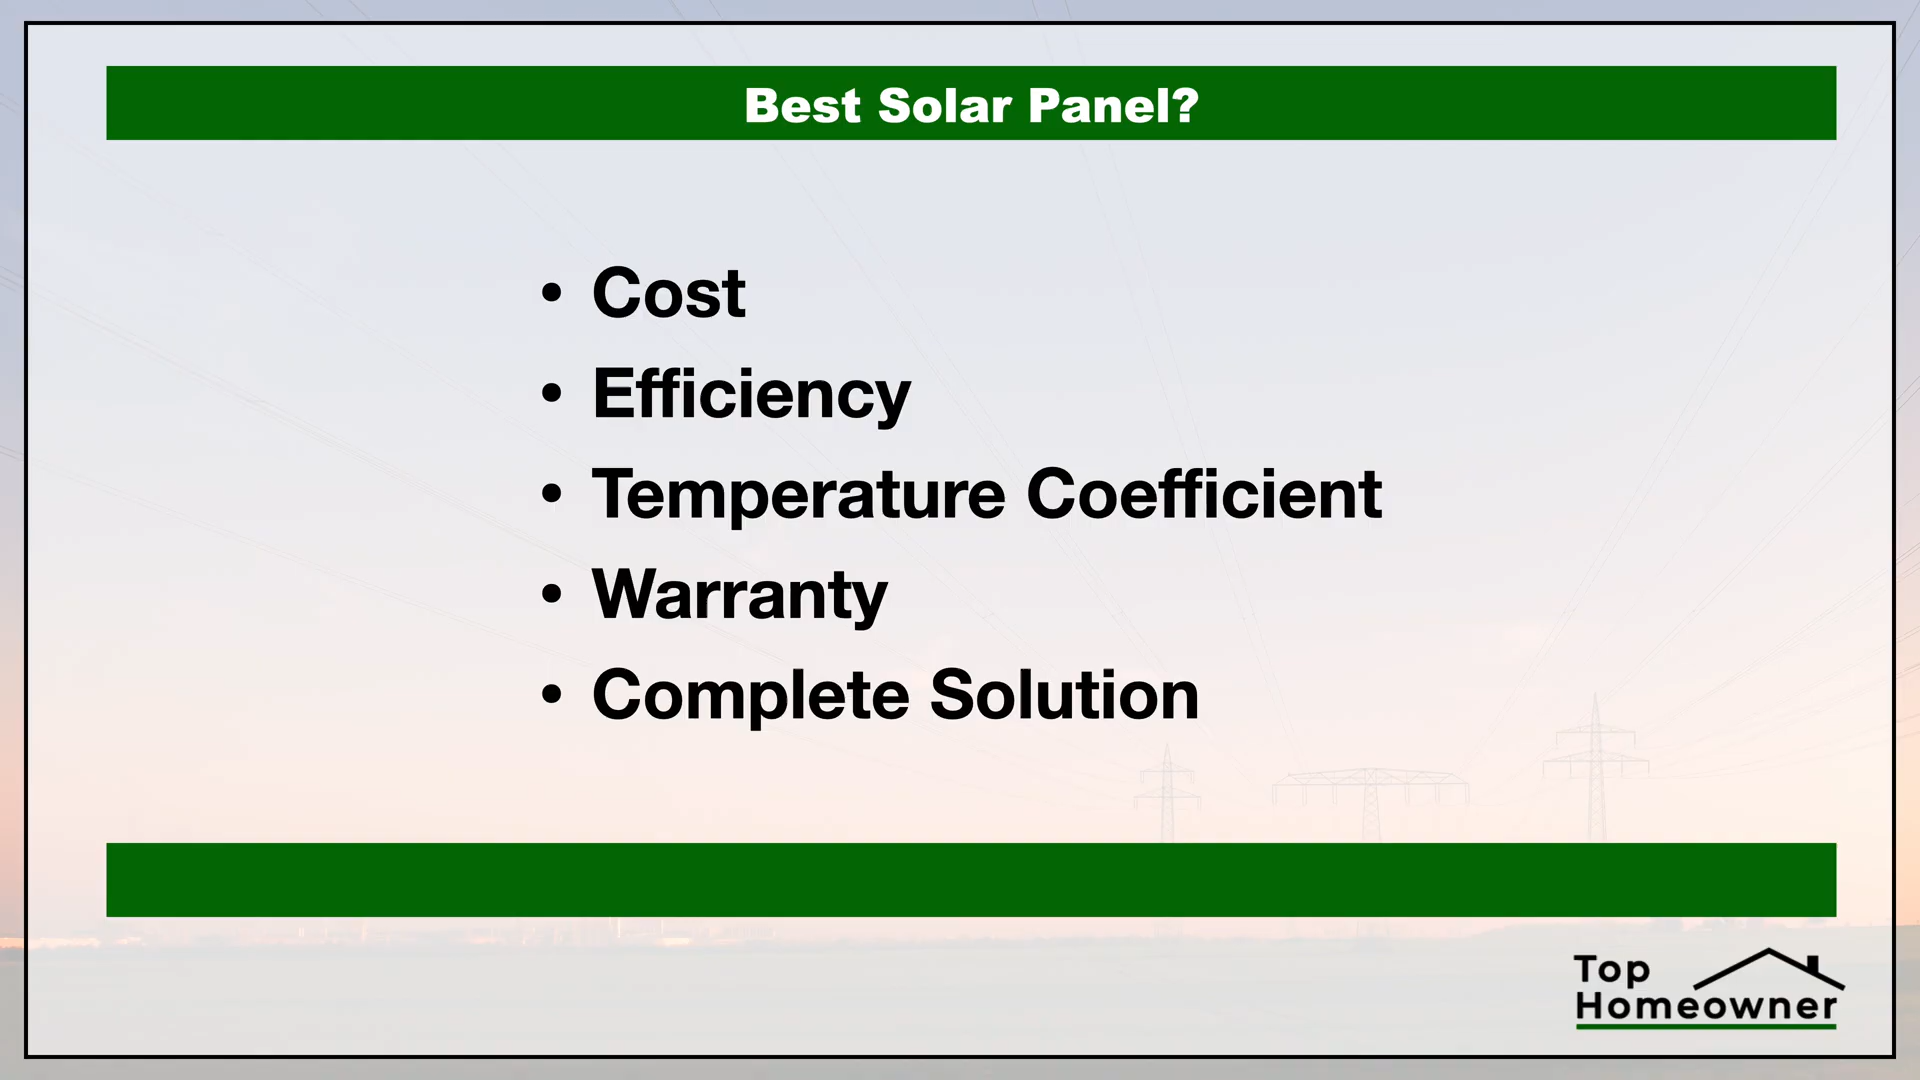 Best Solar Panel?
• Cost
• Efficiency
• Temperature Coefficient
• Warranty
• Complete Solution
Top
Homeowner